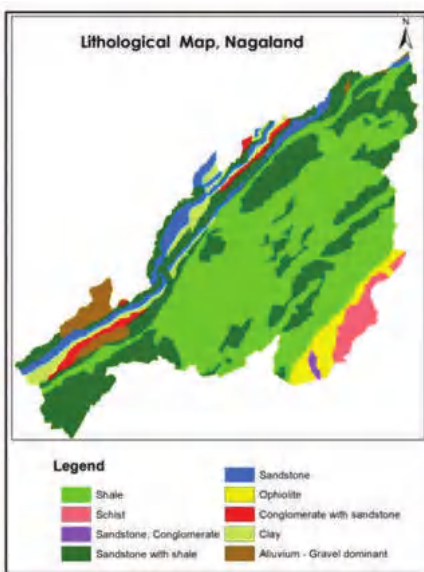 Lithological Map, Nagaland
N
Legend
Shale
Schist
Sandstone, Conglomerate
Sandstone with shale
Sandstone
Ophiolite
Conglomerate with sandstone
Clay
Alluvium - Gravel dominant